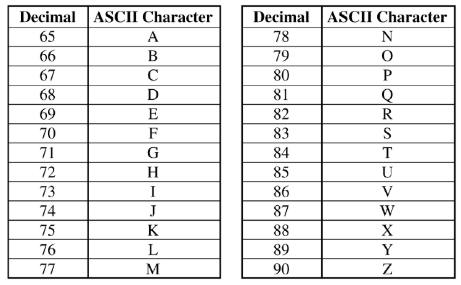 Decimal ASCII Character
65 A
66 B
67 C
68 D
69 E
70 F
71 G
72 H
73 I
74 J
75 K
76 L
77 M
Decimal ASCII Character
78 N
79 O
80 P
81 Q
82 R
83 S
84 T
85 U
86 V
87 W
88 X
89 Y
90 Z